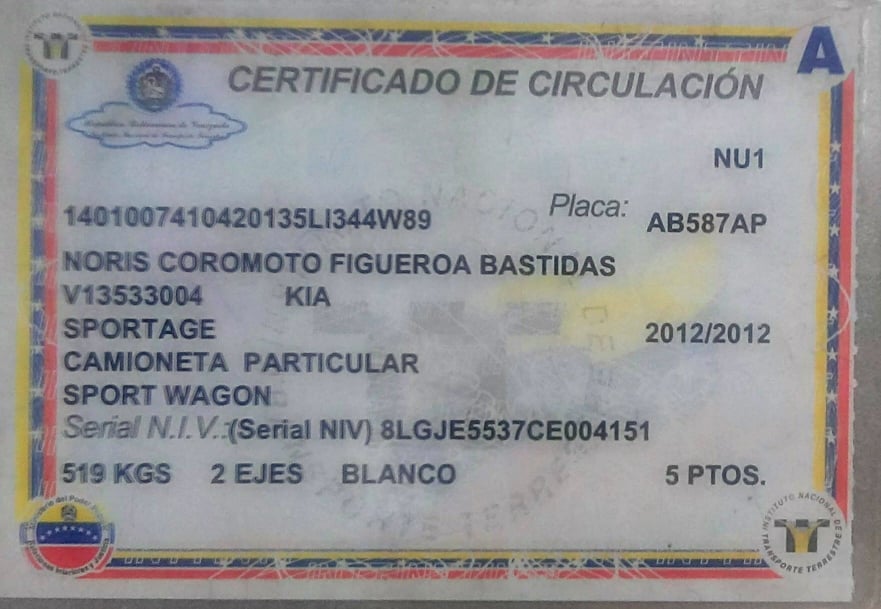 A
CERTIFICADO DE CIRCULACIÓN
República Bolivariana de Venezuela
NU1
1401007410420135LI344W89 Placa: AB587AP
NORIS COROMOTO FIGUEROA BASTIDAS
V13533004 KIA
SPORTAGE 2012/2012
CAMIONETA PARTICULAR
SPORT WAGON
Serial N.I.V.:(Serial NIV) 8LGJE5537CE004151
519 KGS 2 EJES BLANCO 5 PTOS.
INSTITUTO NACIONAL DE TRANSPORTE TERRESTRE